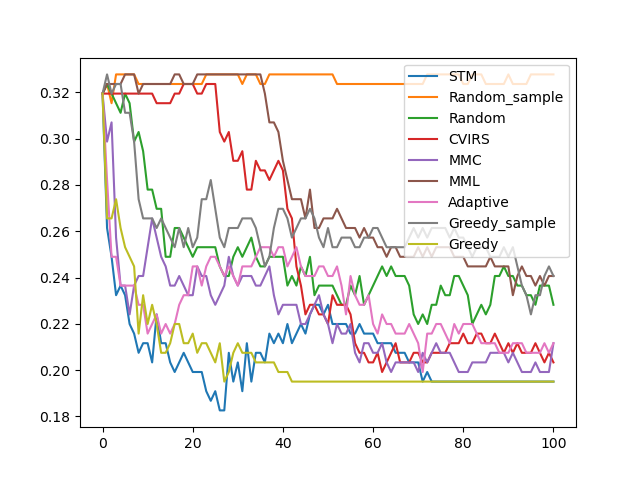 0.32
0.30
0.28
0.26
0.24
0.22
0.20
0.18
0
20
40
60
80
100
STM
Random_sample
Random
CVIRS
MMC
MML
Adaptive
Greedy_sample
Greedy